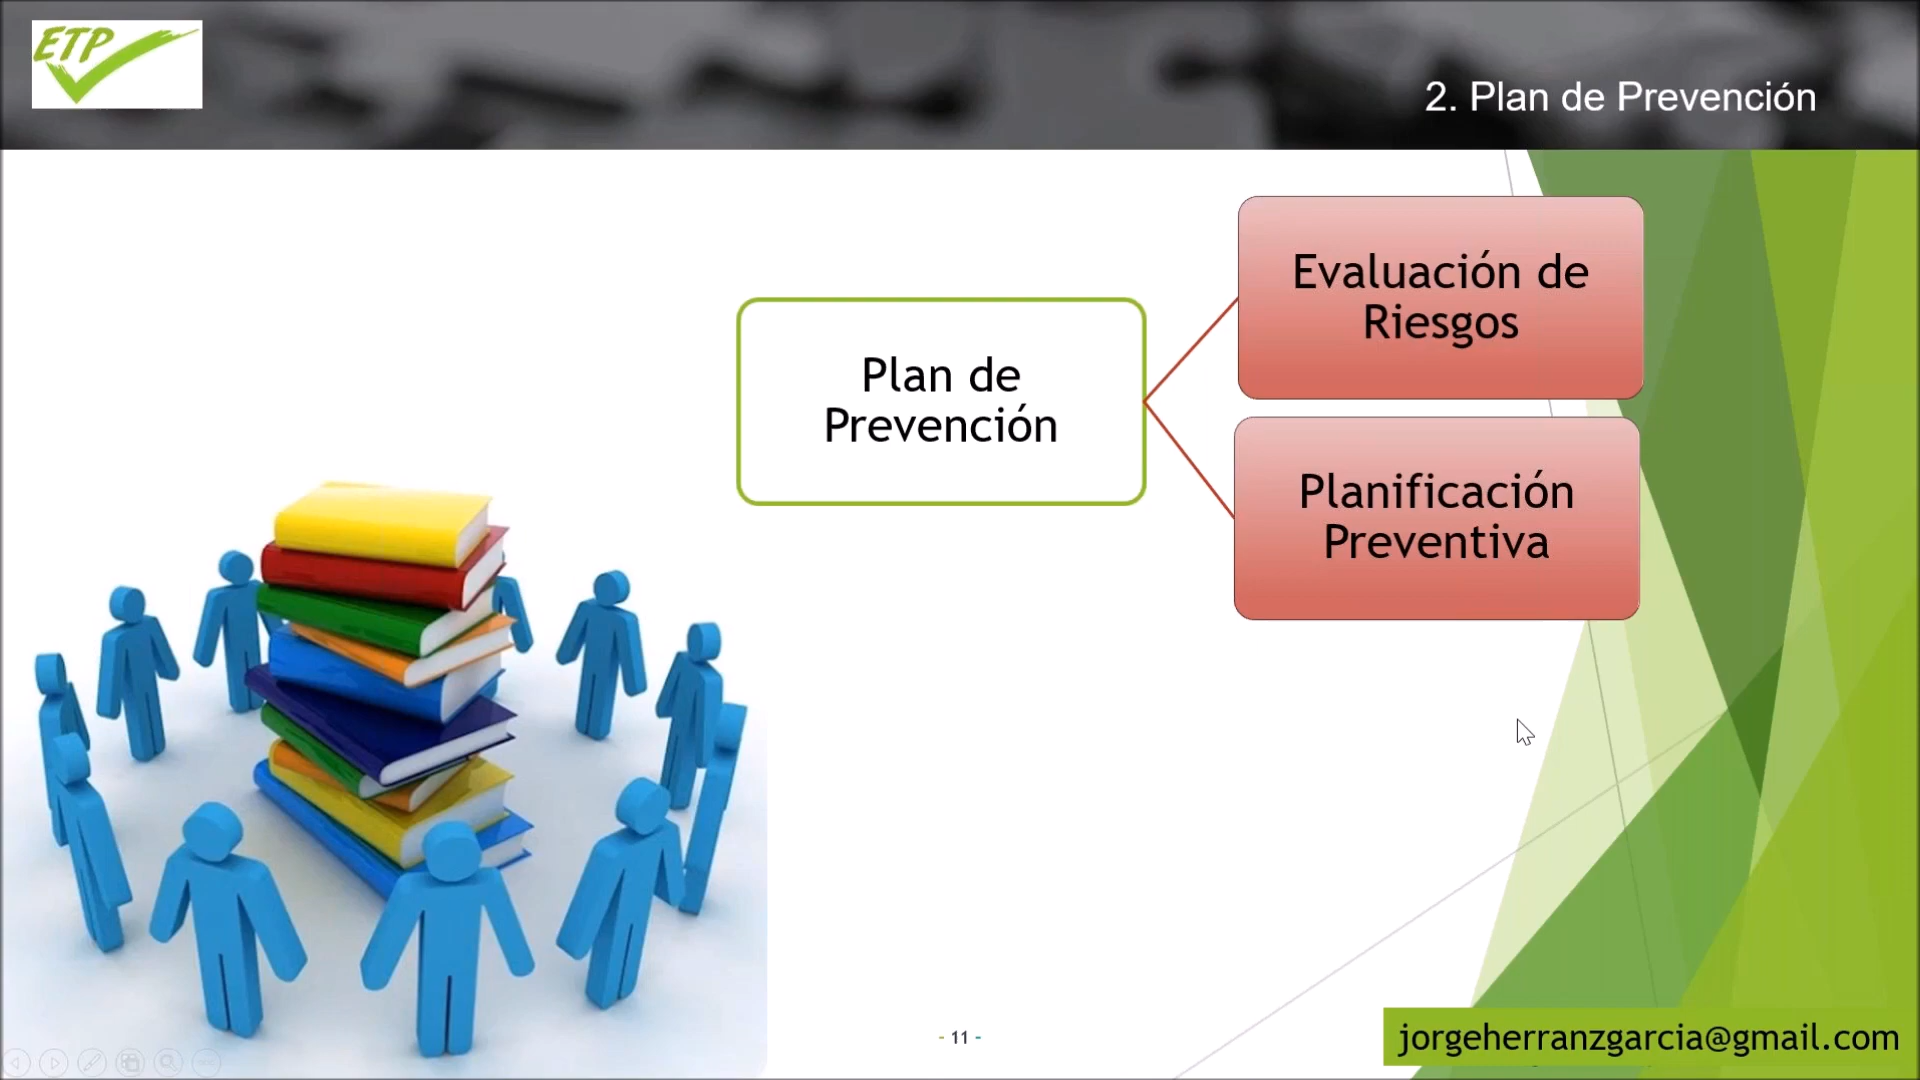 ETP
2. Plan de Prevención
Evaluación de
Riesgos
Plan de
Prevención
Planificación
Preventiva
- 11 -
jorgeherranzgarcia@gmail.com